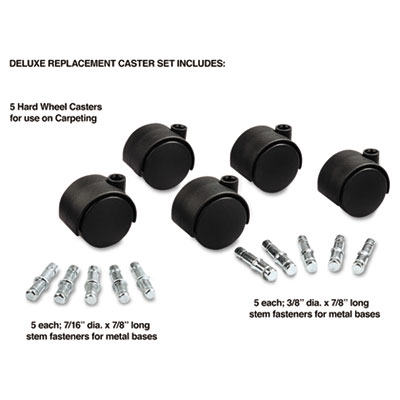 DELUXE REPLACEMENT CASTER SET INCLUDES:
5 Hard Wheel Casters
for use on Carpeting
5 each; 7/16” dia. x 7/8” long
stem fasteners for metal bases
5 each; 3/8” dia. x 7/8” long
stem fasteners for metal bases